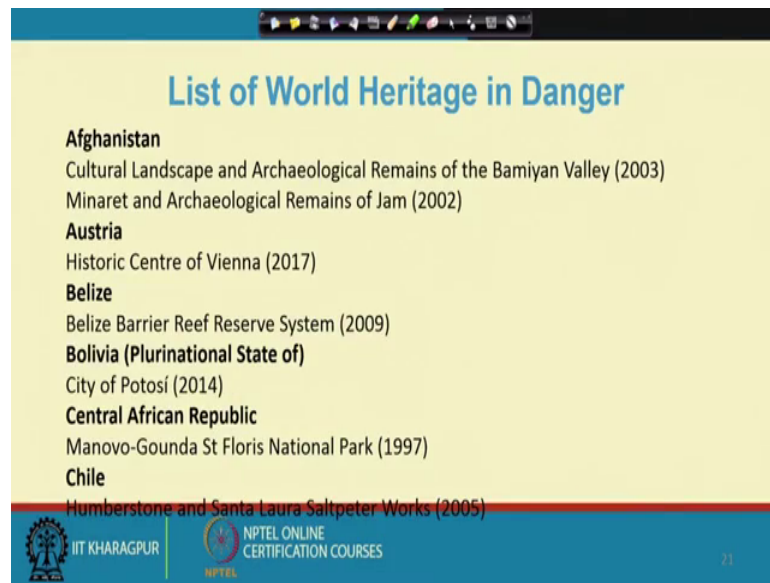 List of World Heritage in Danger
Afghanistan
Cultural Landscape and Archaeological Remains of the Bamiyan Valley (2003)
Minaret and Archaeological Remains of Jam (2002)
Austria
Historic Centre of Vienna (2017)
Belize
Belize Barrier Reef Reserve System (2009)
Bolivia (Plurinational State of)
City of Potosí (2014)
Central African Republic
Manovo-Gounda St Floris National Park (1997)
Chile
Humberstone and Santa Laura Saltpeter Works (2005)
IIT KHARAGPUR
NPTEL
NPTEL ONLINE
CERTIFICATION COURSES
21